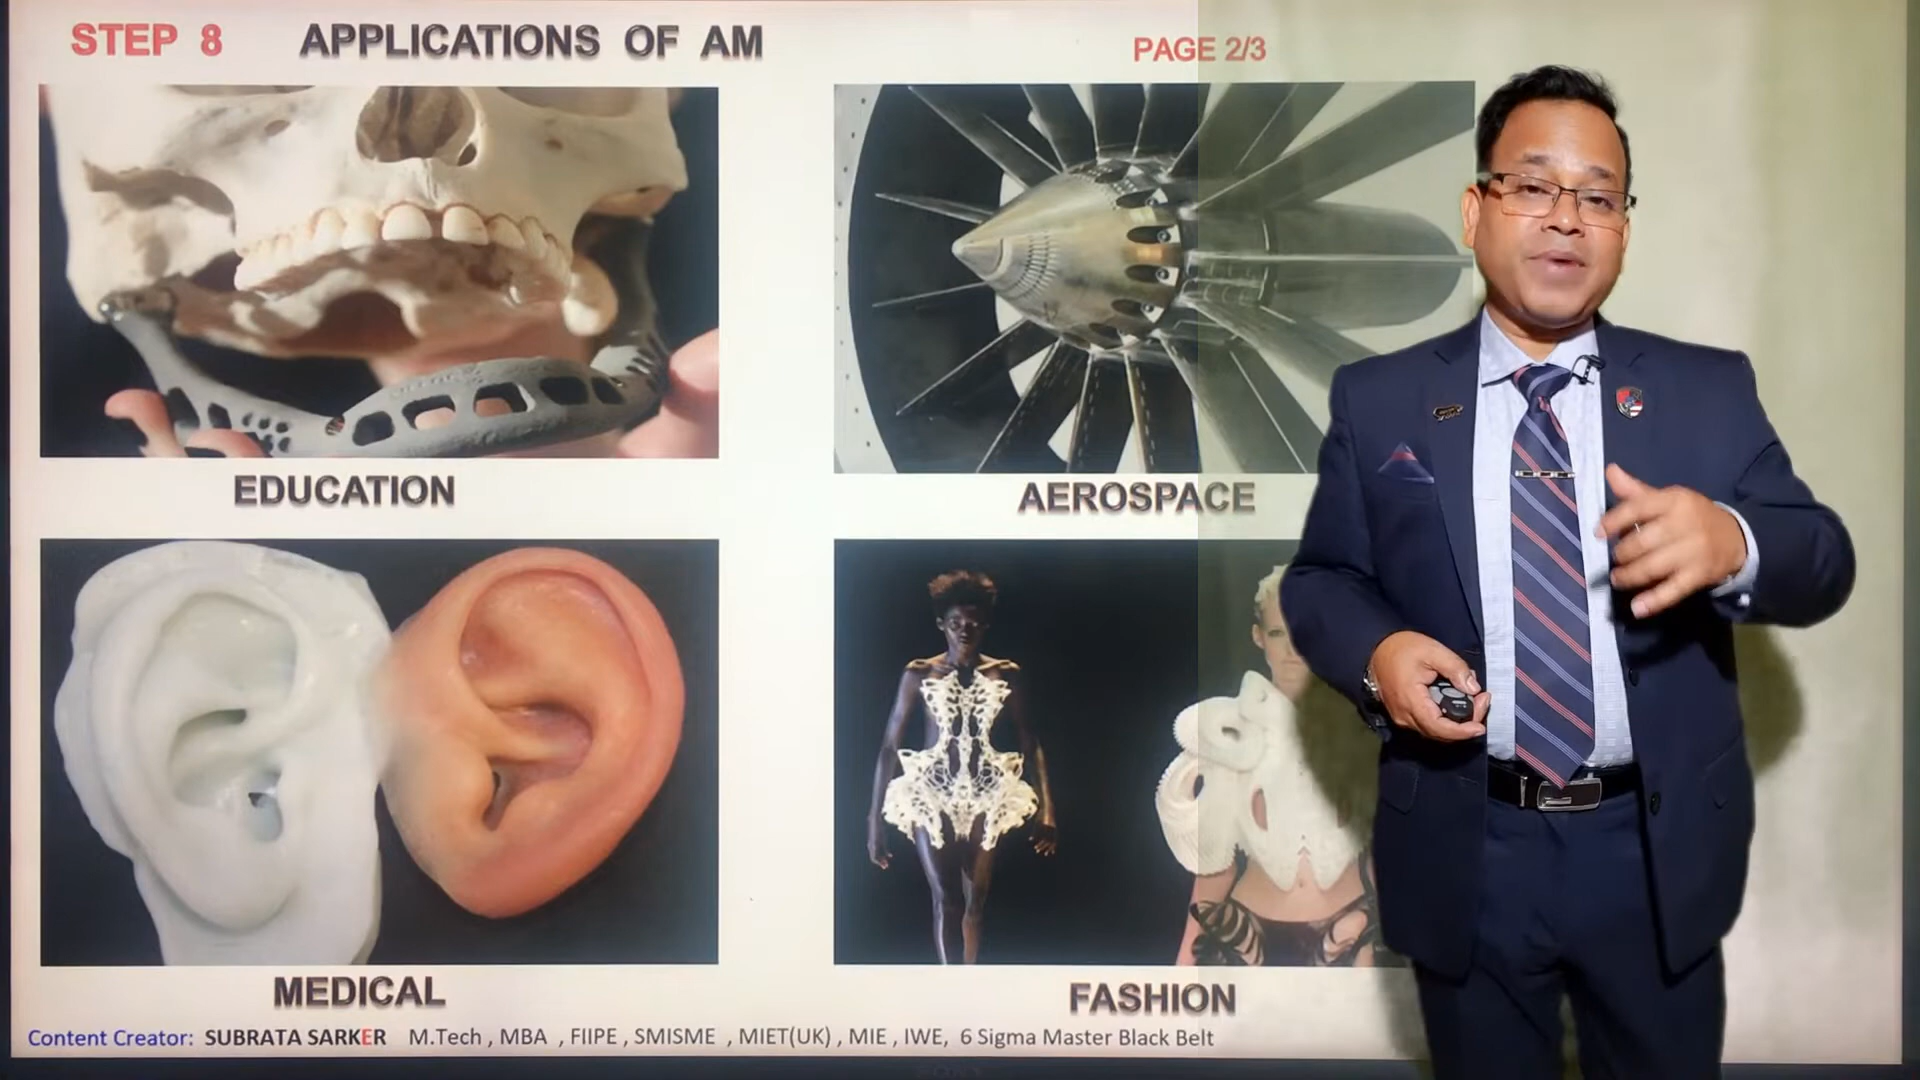 STEP 8 APPLICATIONS OF AM PAGE 2/3
EDUCATION
AEROSPACE
MEDICAL
FASHION
Content Creator: SUBRATA SARKER M.Tech , MBA , FIIPE , SMISME , MIET(UK) , MIE , IWE, 6 Sigma Master Black Belt